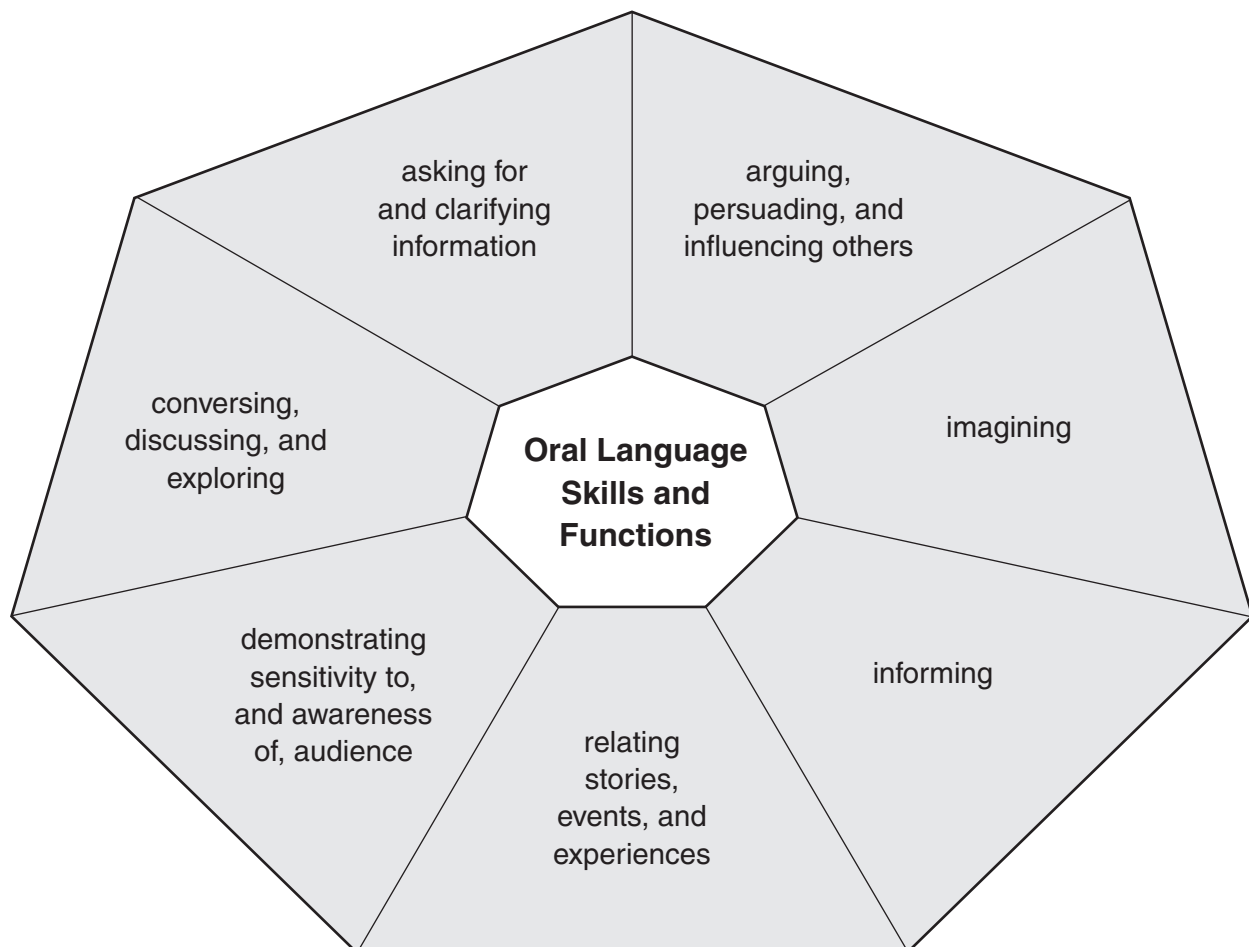 asking for
and clarifying
information
arguing,
persuading, and
influencing others
conversing,
discussing, and
exploring
imagining
Oral Language
Skills and
Functions
demonstrating
sensitivity to,
and awareness
of, audience
informing
relating
stories,
events, and
experiences